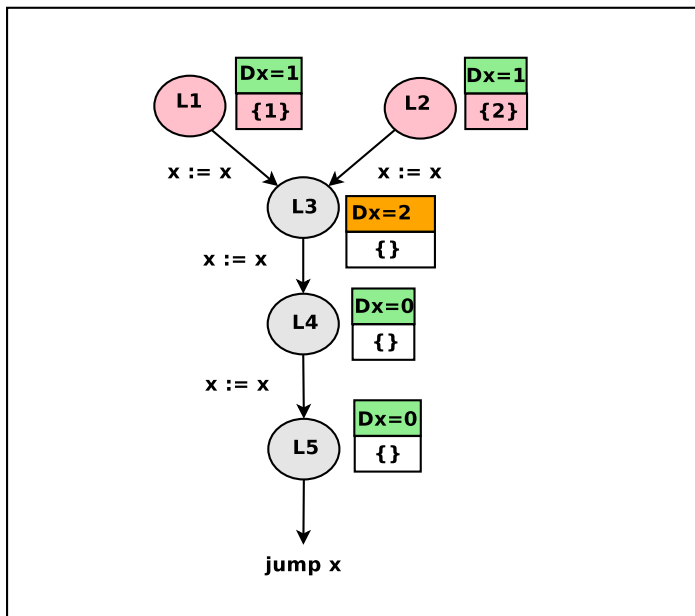 Dx=1
Dx=1
L1
{1}
L2
{2}
x := x
x := x
L3
Dx=2
{}
x := x
L4
Dx=0
{}
x := x
L5
Dx=0
{}
jump x